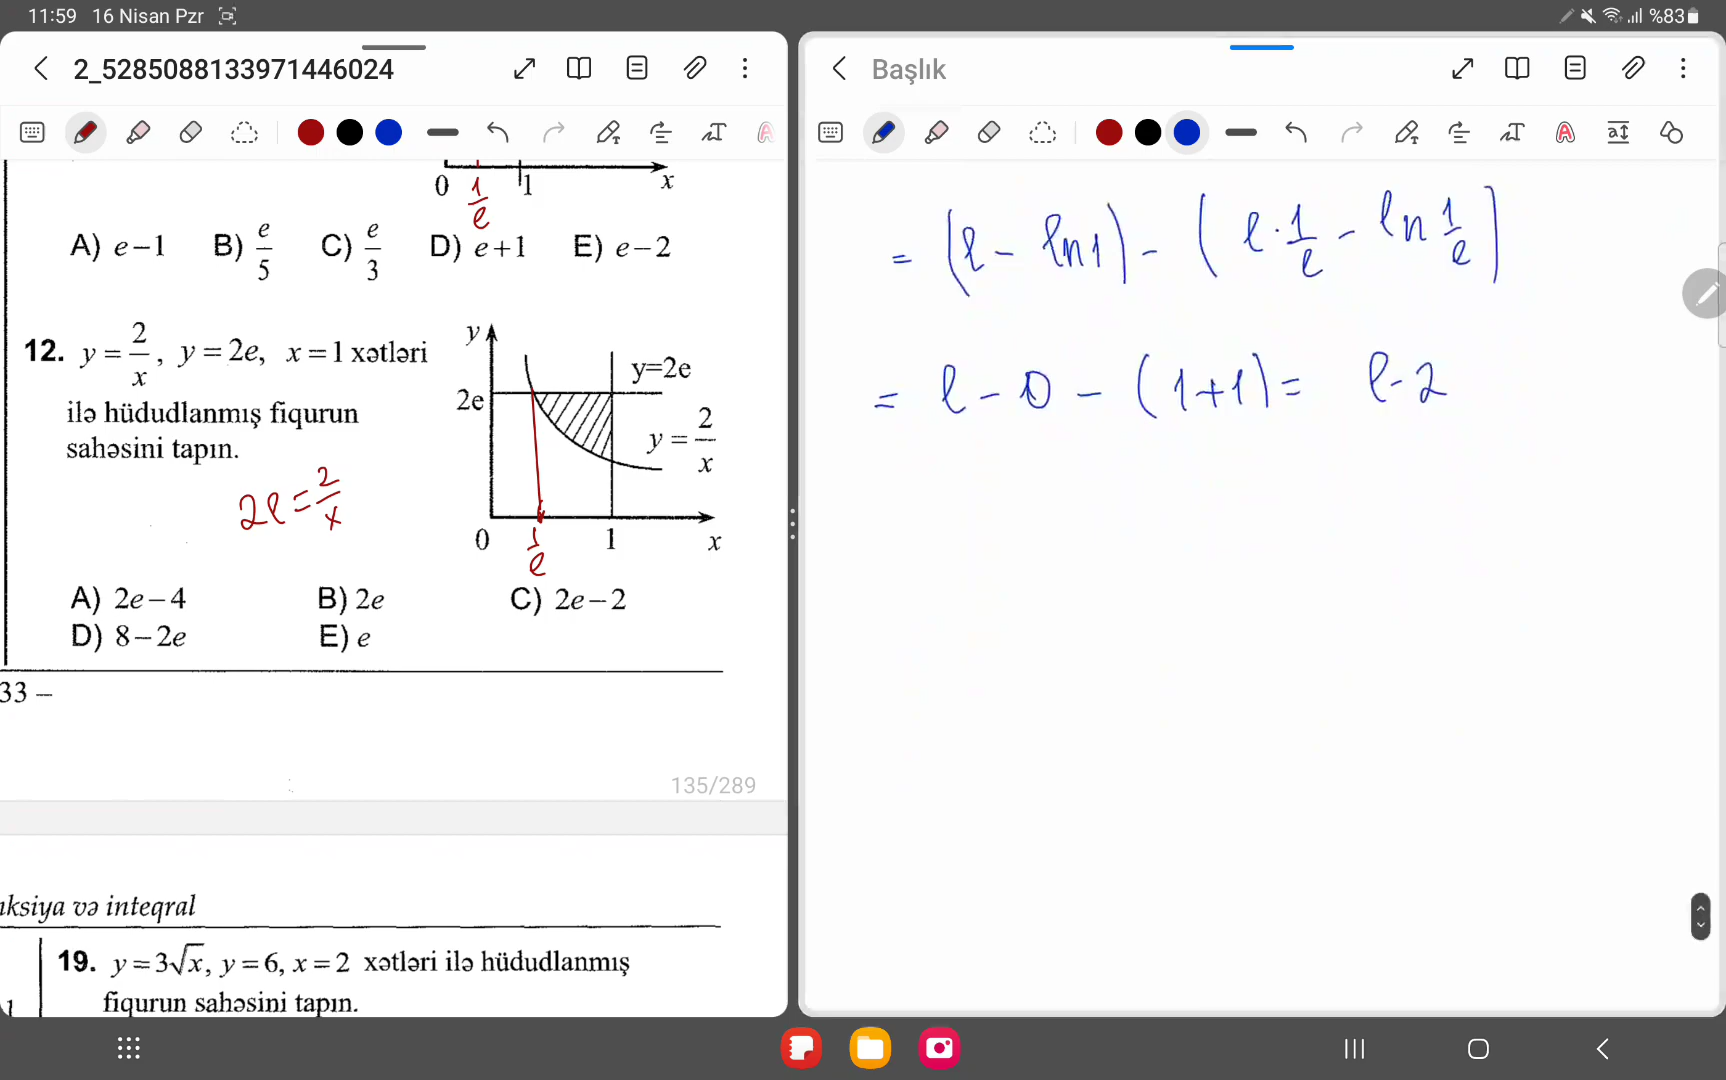 11:59 16 Nisan Pzr %83
2_5285088133971446024
0 1/e 1 x
A) e−1 B) e/5 C) e/3 D) e+1 E) e−2
12. y = 2/x, y = 2e, x = 1 xətləri
ilə hüdudlanmış fiqurun
sahəsini tapın.
2e = 2/x
y
y=2e
2e
y = 2/x
0 1/e 1 x
A) 2e−4 B) 2e C) 2e−2
D) 8−2e E) e
33 –
135/289
ksiya və inteqral
19. y = 3√x, y = 6, x = 2 xətləri ilə hüdudlanmış
fiqurun sahəsini tapın.
Başlık
= (e − ln1) − (e · 1/e − ln 1/e)
= e − 0 − (1+1) = e − 2